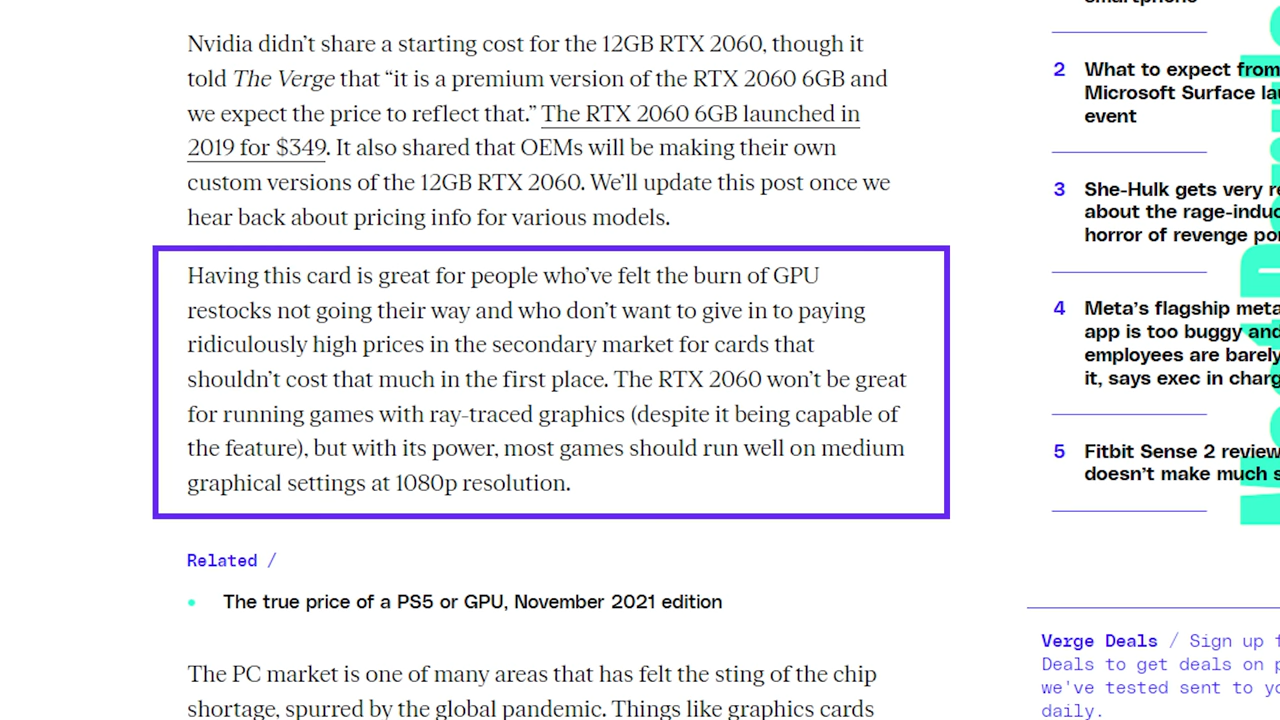 Nvidia didn’t share a starting cost for the 12GB RTX 2060, though it
told The Verge that “it is a premium version of the RTX 2060 6GB and
we expect the price to reflect that.” The RTX 2060 6GB launched in
2019 for $349. It also shared that OEMs will be making their own
custom versions of the 12GB RTX 2060. We’ll update this post once we
hear back about pricing info for various models.
Having this card is great for people who’ve felt the burn of GPU
restocks not going their way and who don’t want to give in to paying
ridiculously high prices in the secondary market for cards that
shouldn’t cost that much in the first place. The RTX 2060 won’t be great
for running games with ray-traced graphics (despite it being capable of
the feature), but with its power, most games should run well on medium
graphical settings at 1080p resolution.
Related /
The true price of a PS5 or GPU, November 2021 edition
The PC market is one of many areas that has felt the sting of the chip
shortage, spurred by the global pandemic. Things like graphics cards
smartphone
2 What to expect from
Microsoft Surface
event
3 She-Hulk gets very
about the
horror of revenge
4 Meta’s flagship
app is too buggy and
employees are barely
it, says exec in
5 Fitbit Sense 2 review
doesn’t make much
Verge Deals / Sign up
Deals to get deals on
we've tested sent to
daily.